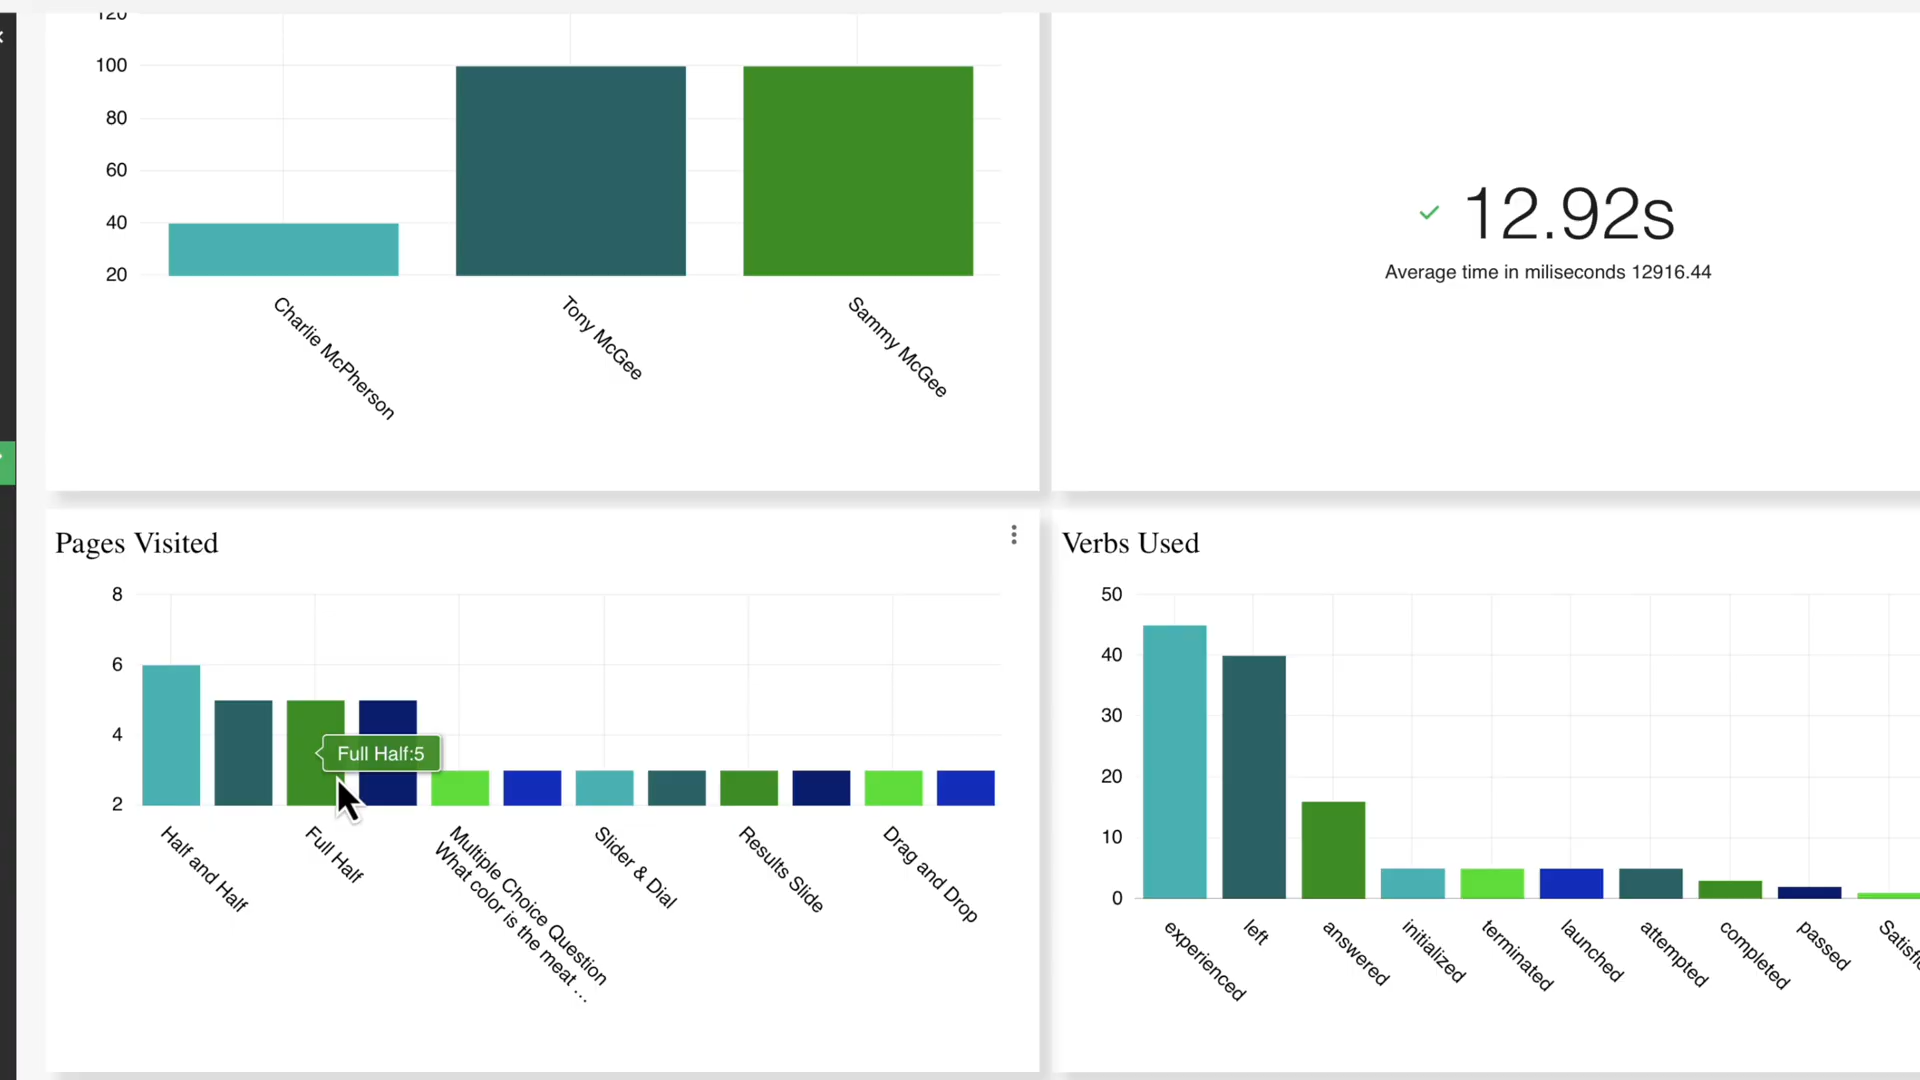 120
100
80
60
40
20
Charlie McPherson
Tony McGee
Sammy McGee
12.92s
Average time in miliseconds 12916.44
Pages Visited
8
6
4
2
Full Half:5
Half and Half
Full Half
Multiple Choice Question
What color is the meat ...
Slider & Dial
Results Slide
Drag and Drop
Verbs Used
50
40
30
20
10
0
experienced
left
answered
initialized
terminated
launched
attempted
completed
passed